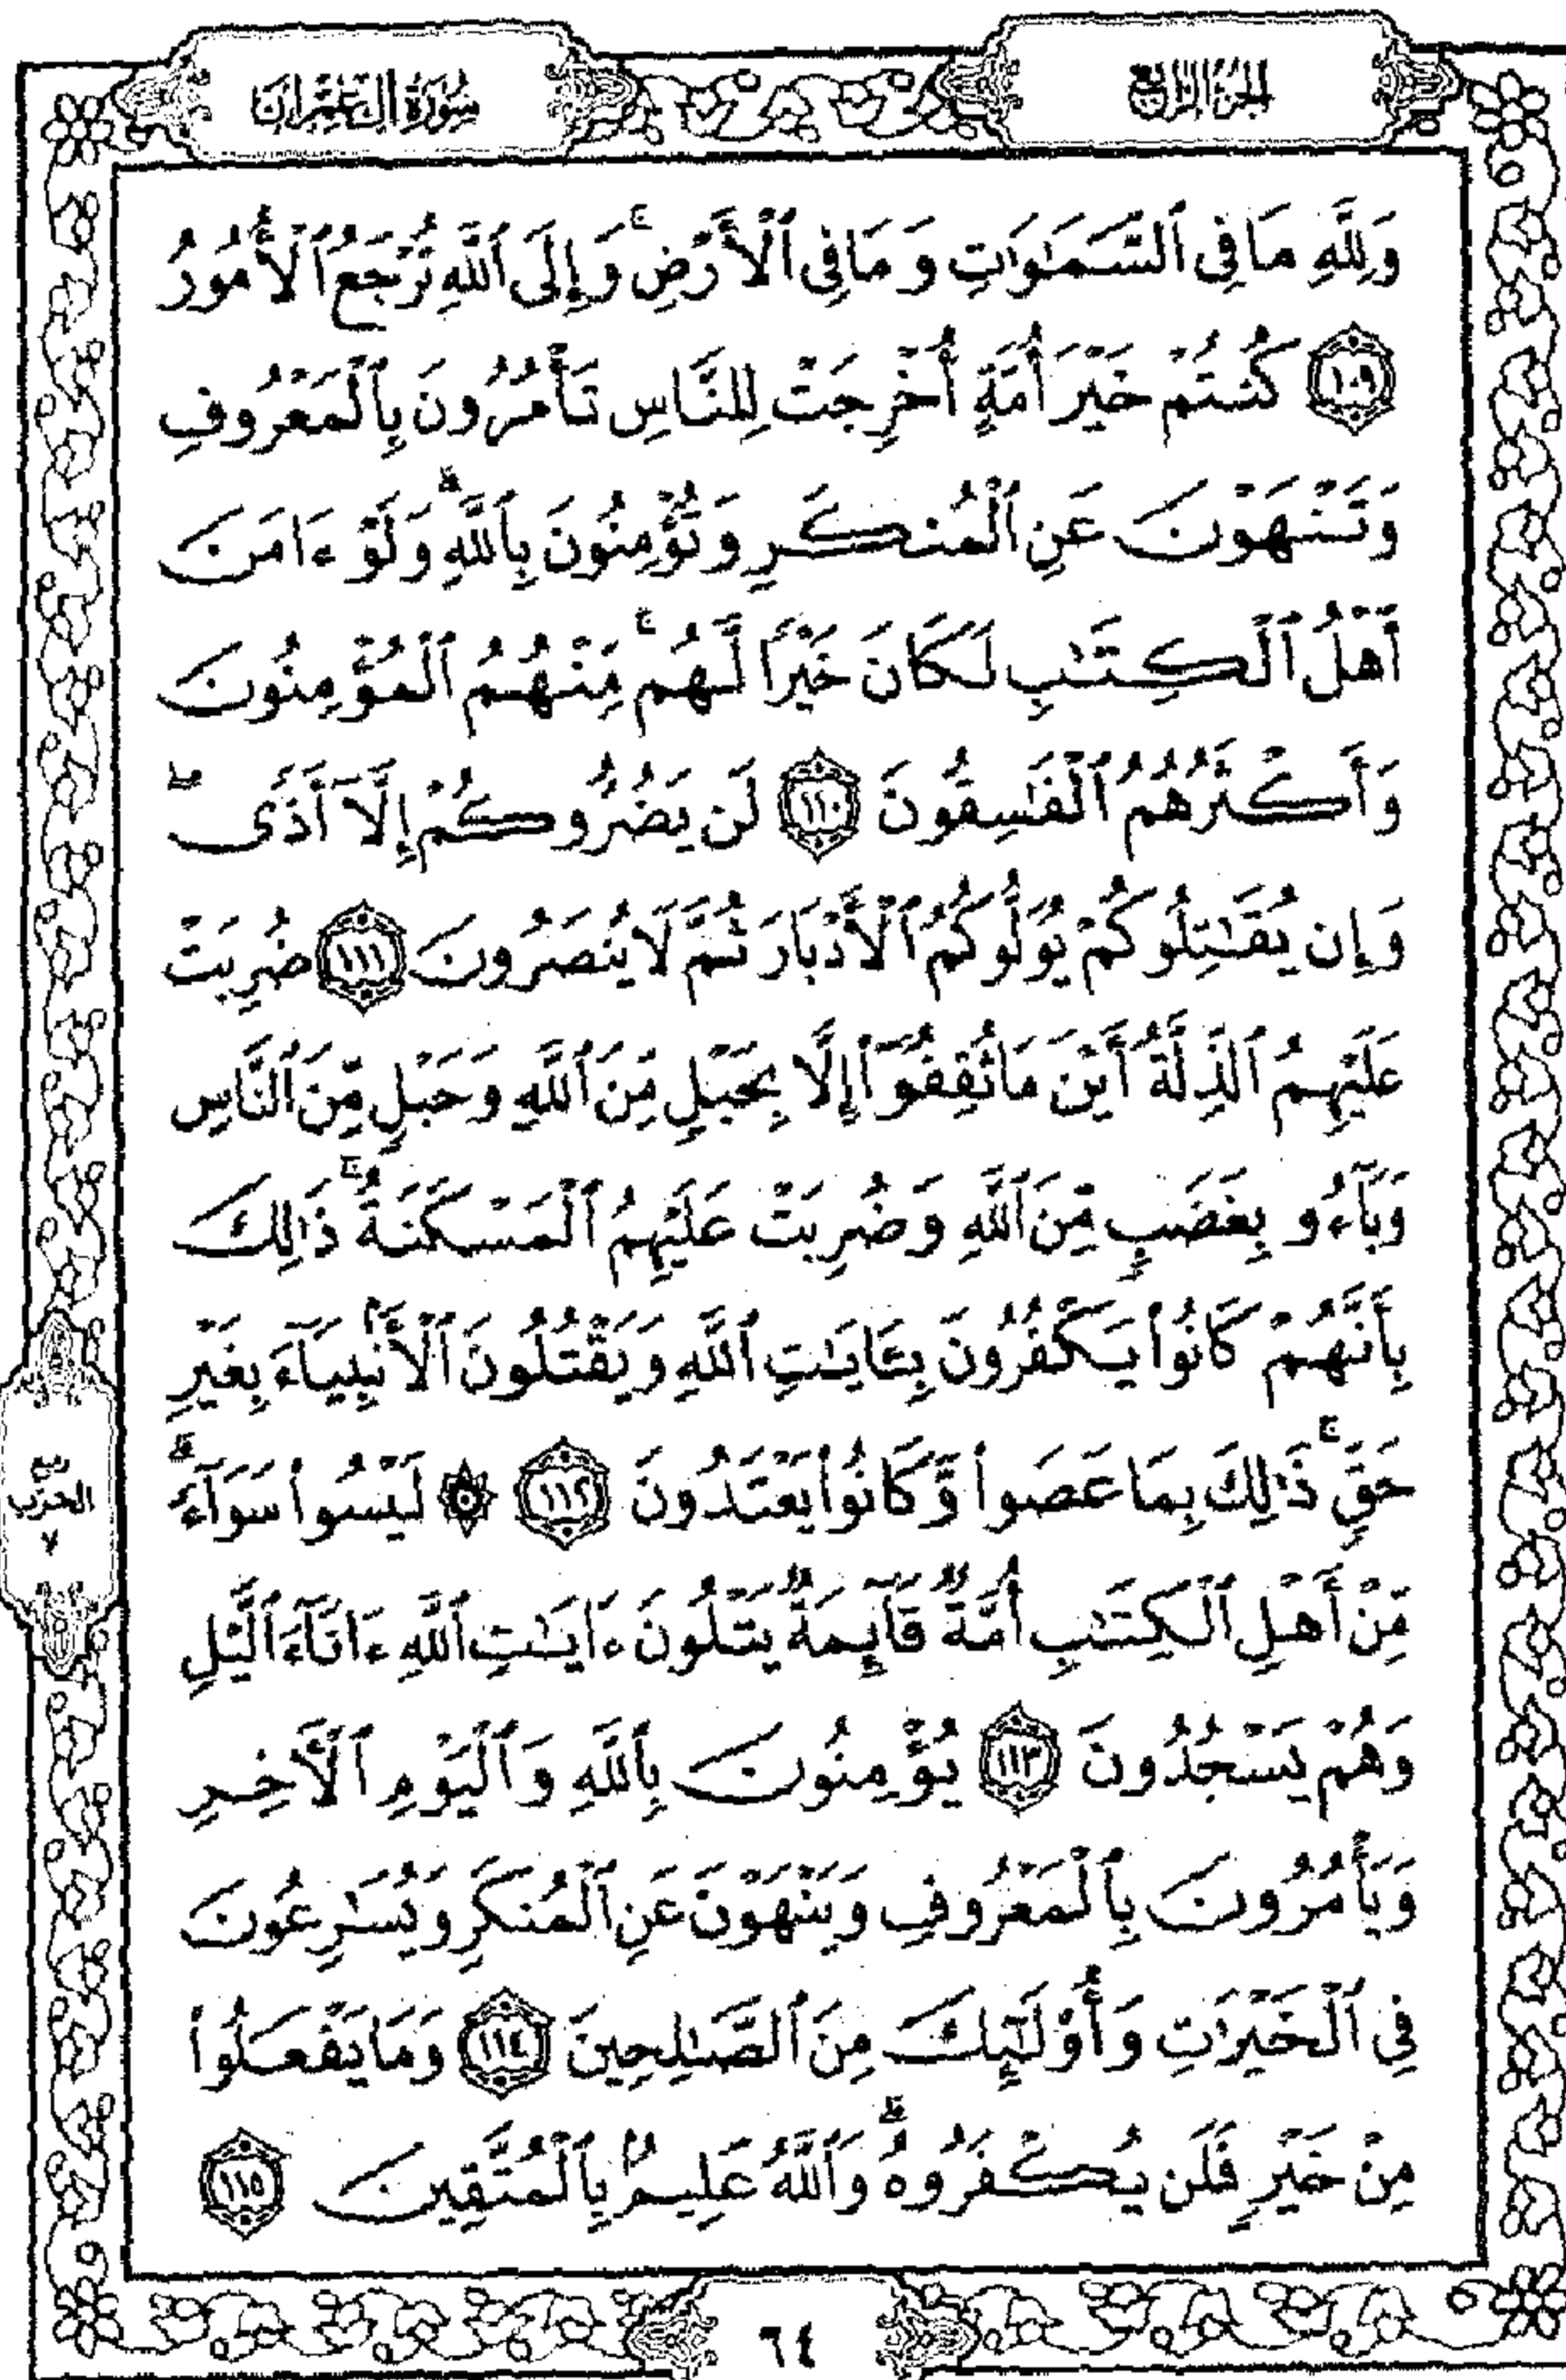 الجزء الرابع
سورة آل عمران
وَلِلَّهِ مَا فِي ٱلسَّمَٰوَٰتِ وَمَا فِي ٱلۡأَرۡضِۚ وَإِلَى ٱللَّهِ تُرۡجَعُ ٱلۡأُمُورُ
١٠٩ كُنتُمۡ خَيۡرَ أُمَّةٍ أُخۡرِجَتۡ لِلنَّاسِ تَأۡمُرُونَ بِٱلۡمَعۡرُوفِ
وَتَنۡهَوۡنَ عَنِ ٱلۡمُنكَرِ وَتُؤۡمِنُونَ بِٱللَّهِۗ وَلَوۡ ءَامَنَ
أَهۡلُ ٱلۡكِتَٰبِ لَكَانَ خَيۡرٗا لَّهُمۚ مِّنۡهُمُ ٱلۡمُؤۡمِنُونَ
وَأَكۡثَرُهُمُ ٱلۡفَٰسِقُونَ ١١٠ لَن يَضُرُّوكُمۡ إِلَّآ أَذٗىۖ
وَإِن يُقَٰتِلُوكُمۡ يُوَلُّوكُمُ ٱلۡأَدۡبَارَ ثُمَّ لَا يُنصَرُونَ ١١١ ضُرِبَتۡ
عَلَيۡهِمُ ٱلذِّلَّةُ أَيۡنَ مَا ثُقِفُوٓاْ إِلَّا بِحَبۡلٖ مِّنَ ٱللَّهِ وَحَبۡلٖ مِّنَ ٱلنَّاسِ
وَبَآءُو بِغَضَبٖ مِّنَ ٱللَّهِ وَضُرِبَتۡ عَلَيۡهِمُ ٱلۡمَسۡكَنَةُۚ ذَٰلِكَ
بِأَنَّهُمۡ كَانُواْ يَكۡفُرُونَ بِـَٔايَٰتِ ٱللَّهِ وَيَقۡتُلُونَ ٱلۡأَنۢبِيَآءَ بِغَيۡرِ
حَقّٖۚ ذَٰلِكَ بِمَا عَصَواْ وَّكَانُواْ يَعۡتَدُونَ ١١٢ ۞ لَيۡسُواْ سَوَآءٗۗ
مِّنۡ أَهۡلِ ٱلۡكِتَٰبِ أُمَّةٞ قَآئِمَةٞ يَتۡلُونَ ءَايَٰتِ ٱللَّهِ ءَانَآءَ ٱلَّيۡلِ
وَهُمۡ يَسۡجُدُونَ ١١٣ يُؤۡمِنُونَ بِٱللَّهِ وَٱلۡيَوۡمِ ٱلۡأٓخِرِ
وَيَأۡمُرُونَ بِٱلۡمَعۡرُوفِ وَيَنۡهَوۡنَ عَنِ ٱلۡمُنكَرِ وَيُسَٰرِعُونَ
فِي ٱلۡخَيۡرَٰتِ وَأُوْلَٰٓئِكَ مِنَ ٱلصَّٰلِحِينَ ١١٤ وَمَا يَفۡعَلُواْ
مِنۡ خَيۡرٖ فَلَن يُكۡفَرُوهُۗ وَٱللَّهُ عَلِيمُۢ بِٱلۡمُتَّقِينَ ١١٥
ربع
الحزب
٧
٦٤